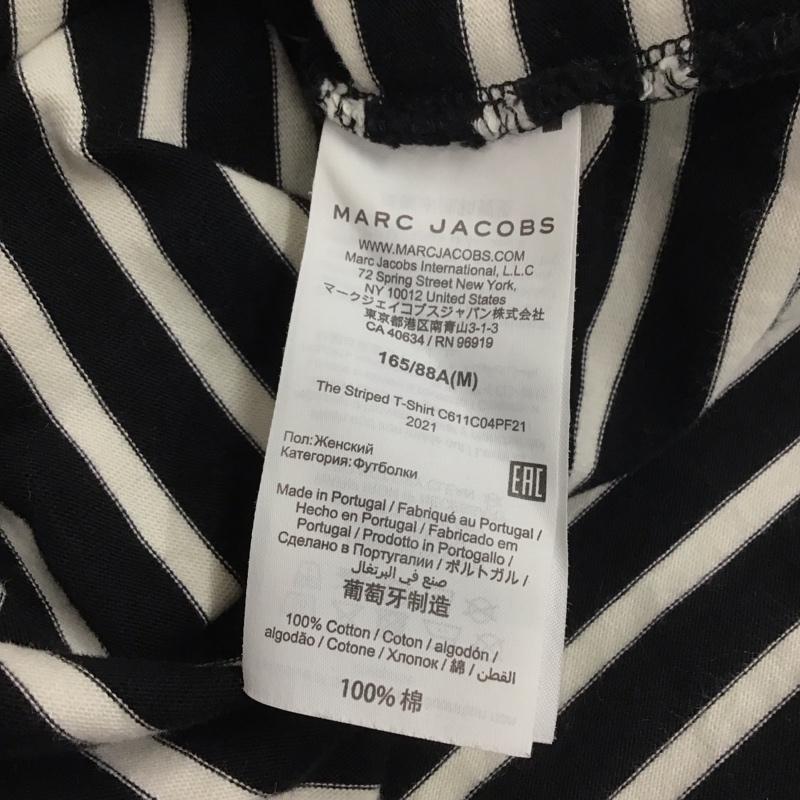 MARC JACOBS
WWW.MARCJACOBS.COM
Marc Jacobs International, L.L.C
72 Spring Street New York,
NY 10012 United States
マークジェイコブスジャパン株式会社
東京都港区南青山3-1-3
CA 40634 / RN 96919
165/88A(M)
The Striped T-Shirt C611C04PF21
2021
Пол:Женский
Категория:Футболки
EAC
Made in Portugal / Fabriqué au Portugal /
Hecho en Portugal / Fabricado em
Portugal / Prodotto in Portogallo /
Сделано в Португалии / ポルトガル /
صنع في البرتغال
葡萄牙制造
100% Cotton / Coton / algodón /
algodão / Cotone / Хлопок / 綿 / القطن
100% 棉